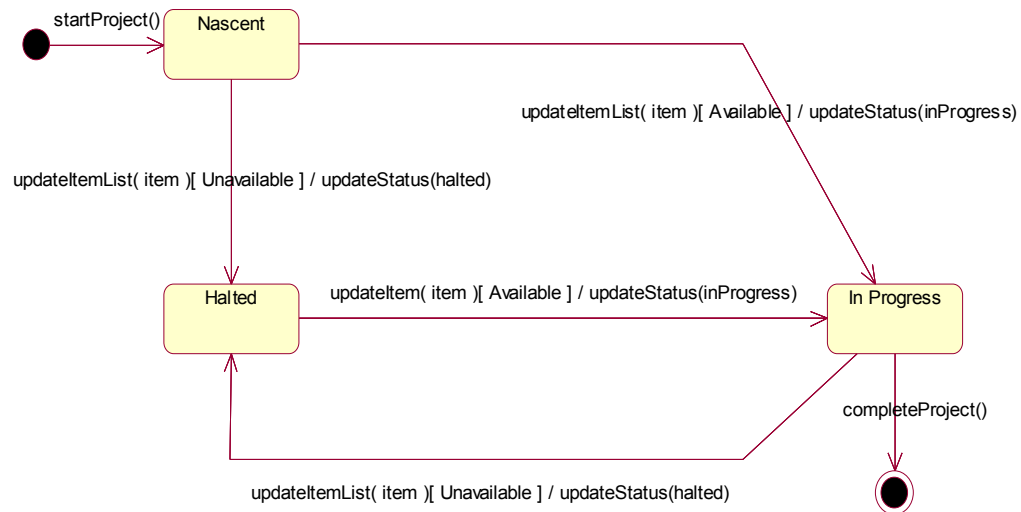 startProject()
Nascent
updateItemList( item )[ Available ] / updateStatus(inProgress)
updateItemList( item )[ Unavailable ] / updateStatus(halted)
Halted
updateItem( item )[ Available ] / updateStatus(inProgress)
In Progress
completeProject()
updateItemList( item )[ Unavailable ] / updateStatus(halted)